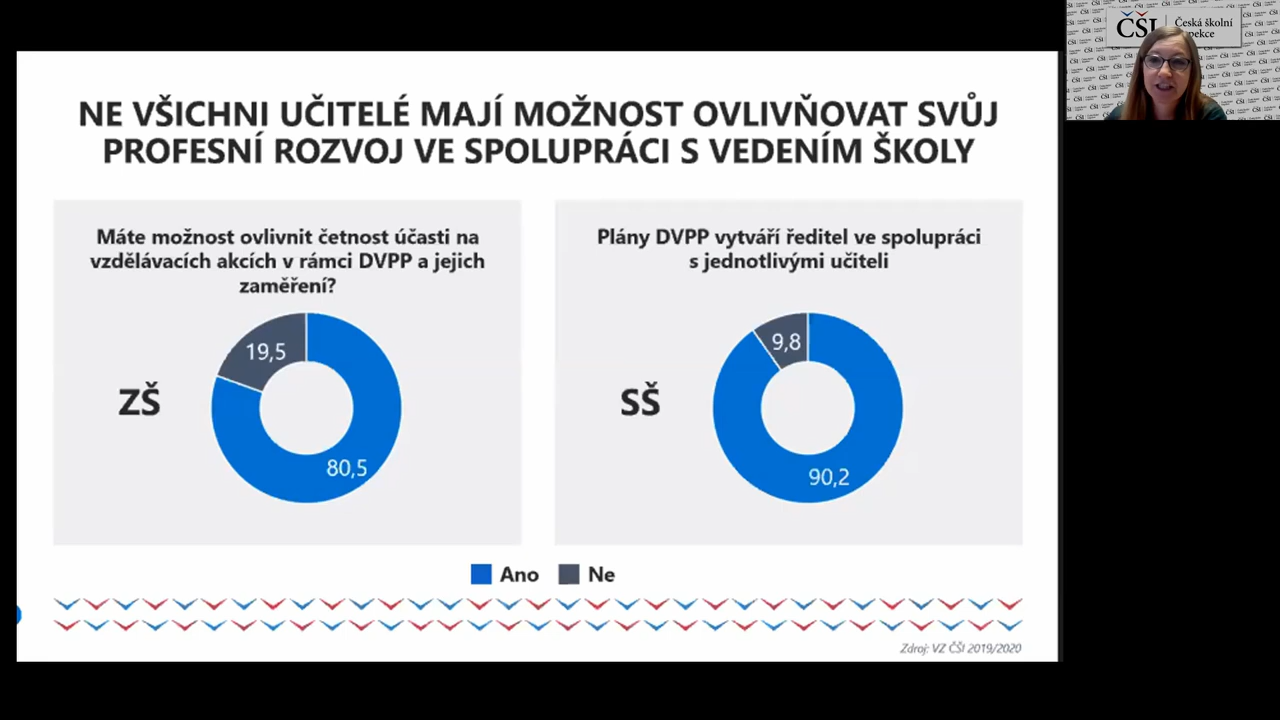 NE VŠICHNI UČITELÉ MAJÍ MOŽNOST OVLIVŇOVAT SVŮJ
PROFESNÍ ROZVOJ VE SPOLUPRÁCI S VEDENÍM ŠKOLY
Máte možnost ovlivnit četnost účasti na
vzdělávacích akcích v rámci DVPP a jejich
zaměření?
ZŠ
19,5
80,5
Plány DVPP vytváří ředitel ve spolupráci
s jednotlivými učiteli
SŠ
9,8
90,2
Ano
Ne
Zdroj: VZ ČŠI 2019/2020
ČŠI
Česká školní